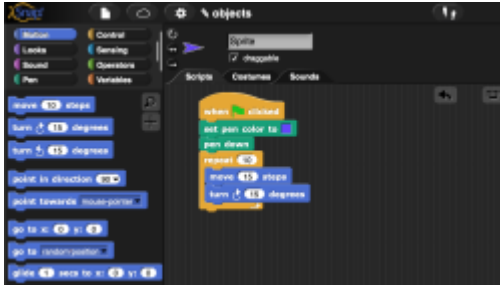 Snap!
objects
Motion Control
Looks Sensing
Sound Operators
Pen Variables
Sprite
draggable
Scripts Costumes Sounds
move 10 steps
turn 15 degrees
turn 15 degrees
point in direction 90
point towards mouse-pointer
go to x: 0 y: 0
go to random position
glide 1 secs to x: 0 y: 0
when clicked
set pen color to
pen down
repeat 10
move 15 steps
turn 15 degrees